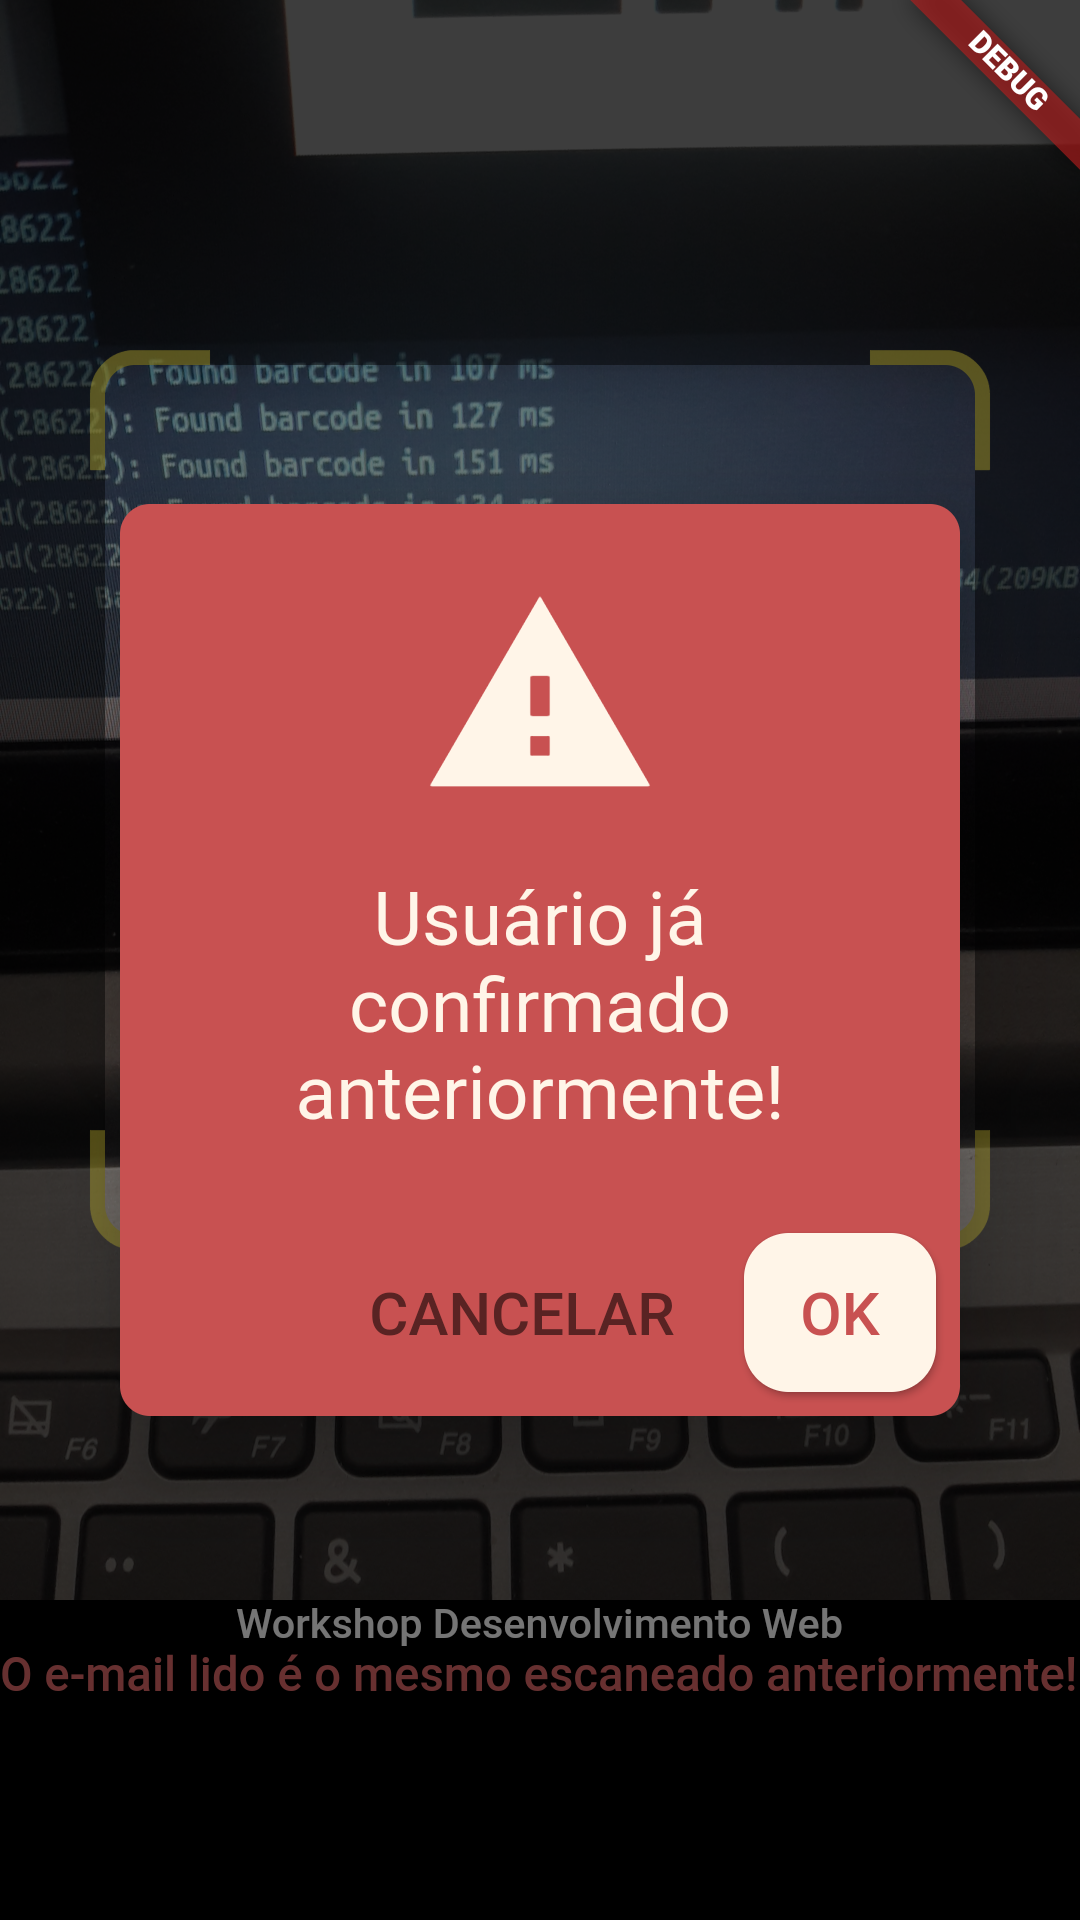 DEBUG
8622
28622
28622
(28622): Found barcode in 107 ms
(28622): Found barcode in 127 ms
d(28622): Found barcode in 151 ms
d(28622)
nd(28622
622): Ba
34(209KB
Usuário já
confirmado
anteriormente!
CANCELAR
OK
F6
F7
F8
F9
F10
F11
&
*
(
)
Workshop Desenvolvimento Web
O e-mail lido é o mesmo escaneado anteriormente!